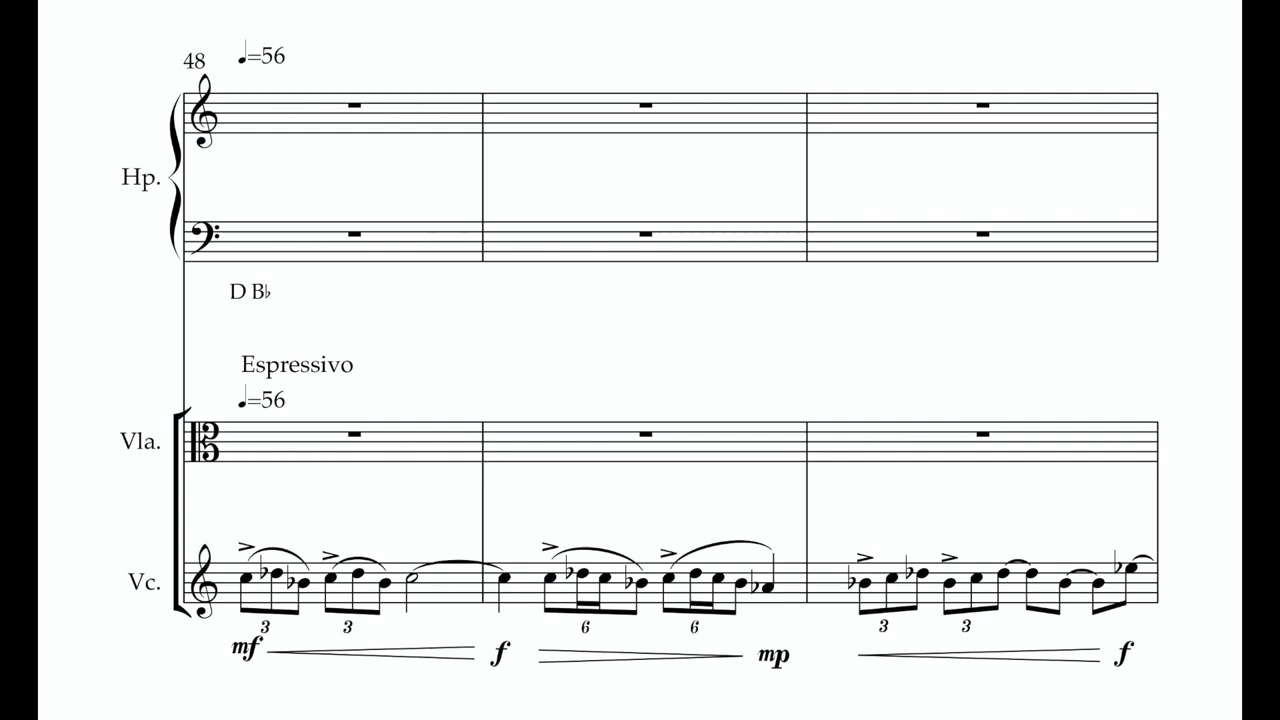 48 ♩=56
Hp.
D B♭
Espressivo
♩=56
Vla.
Vc.
3 3 6 6 3 3
mf f mp f